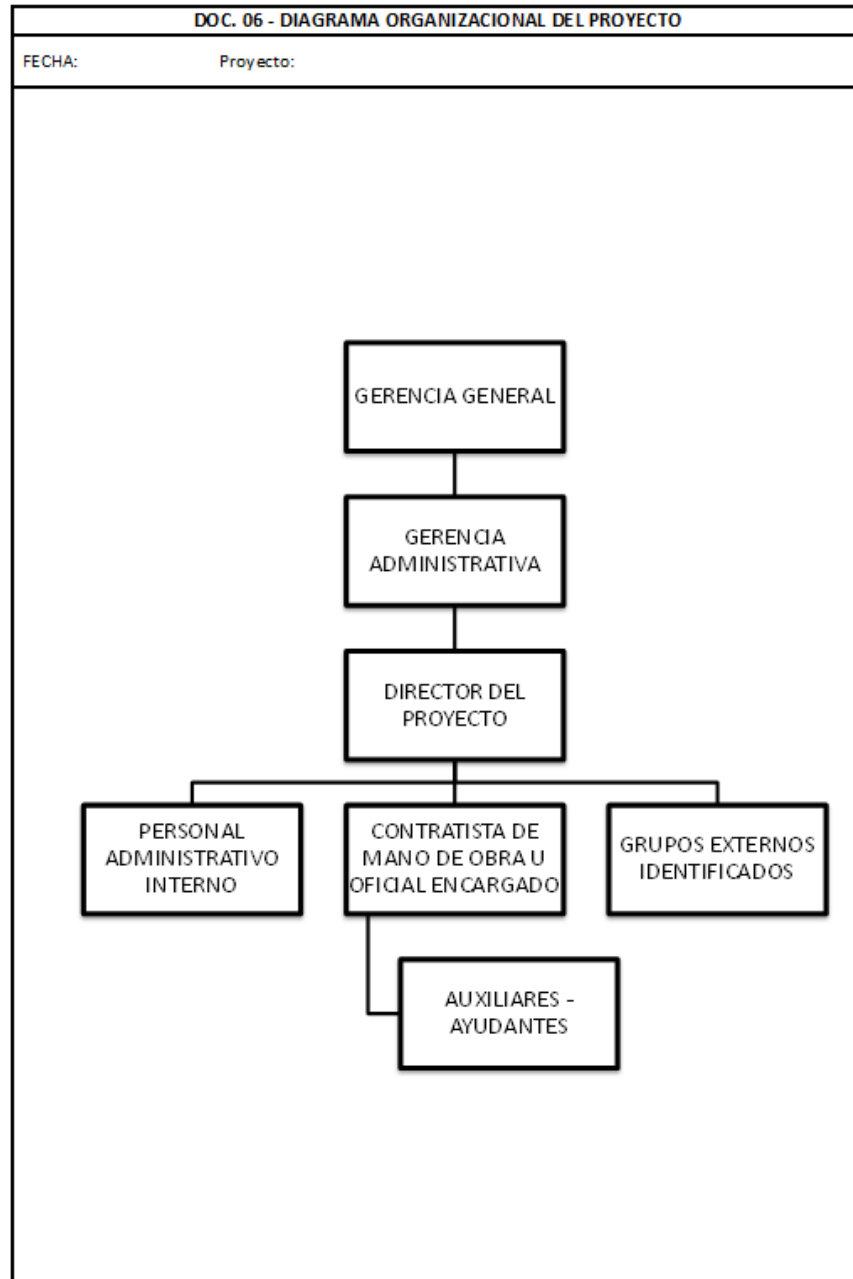 DOC. 06 - DIAGRAMA ORGANIZACIONAL DEL PROYECTO
FECHA: Proyecto:
GERENCIA GENERAL
GERENCIA
ADMINISTRATIVA
DIRECTOR DEL
PROYECTO
PERSONAL
ADMINISTRATIVO
INTERNO
CONTRATISTA DE
MANO DE OBRA U
OFICIAL ENCARGADO
GRUPOS EXTERNOS
IDENTIFICADOS
AUXILIARES -
AYUDANTES